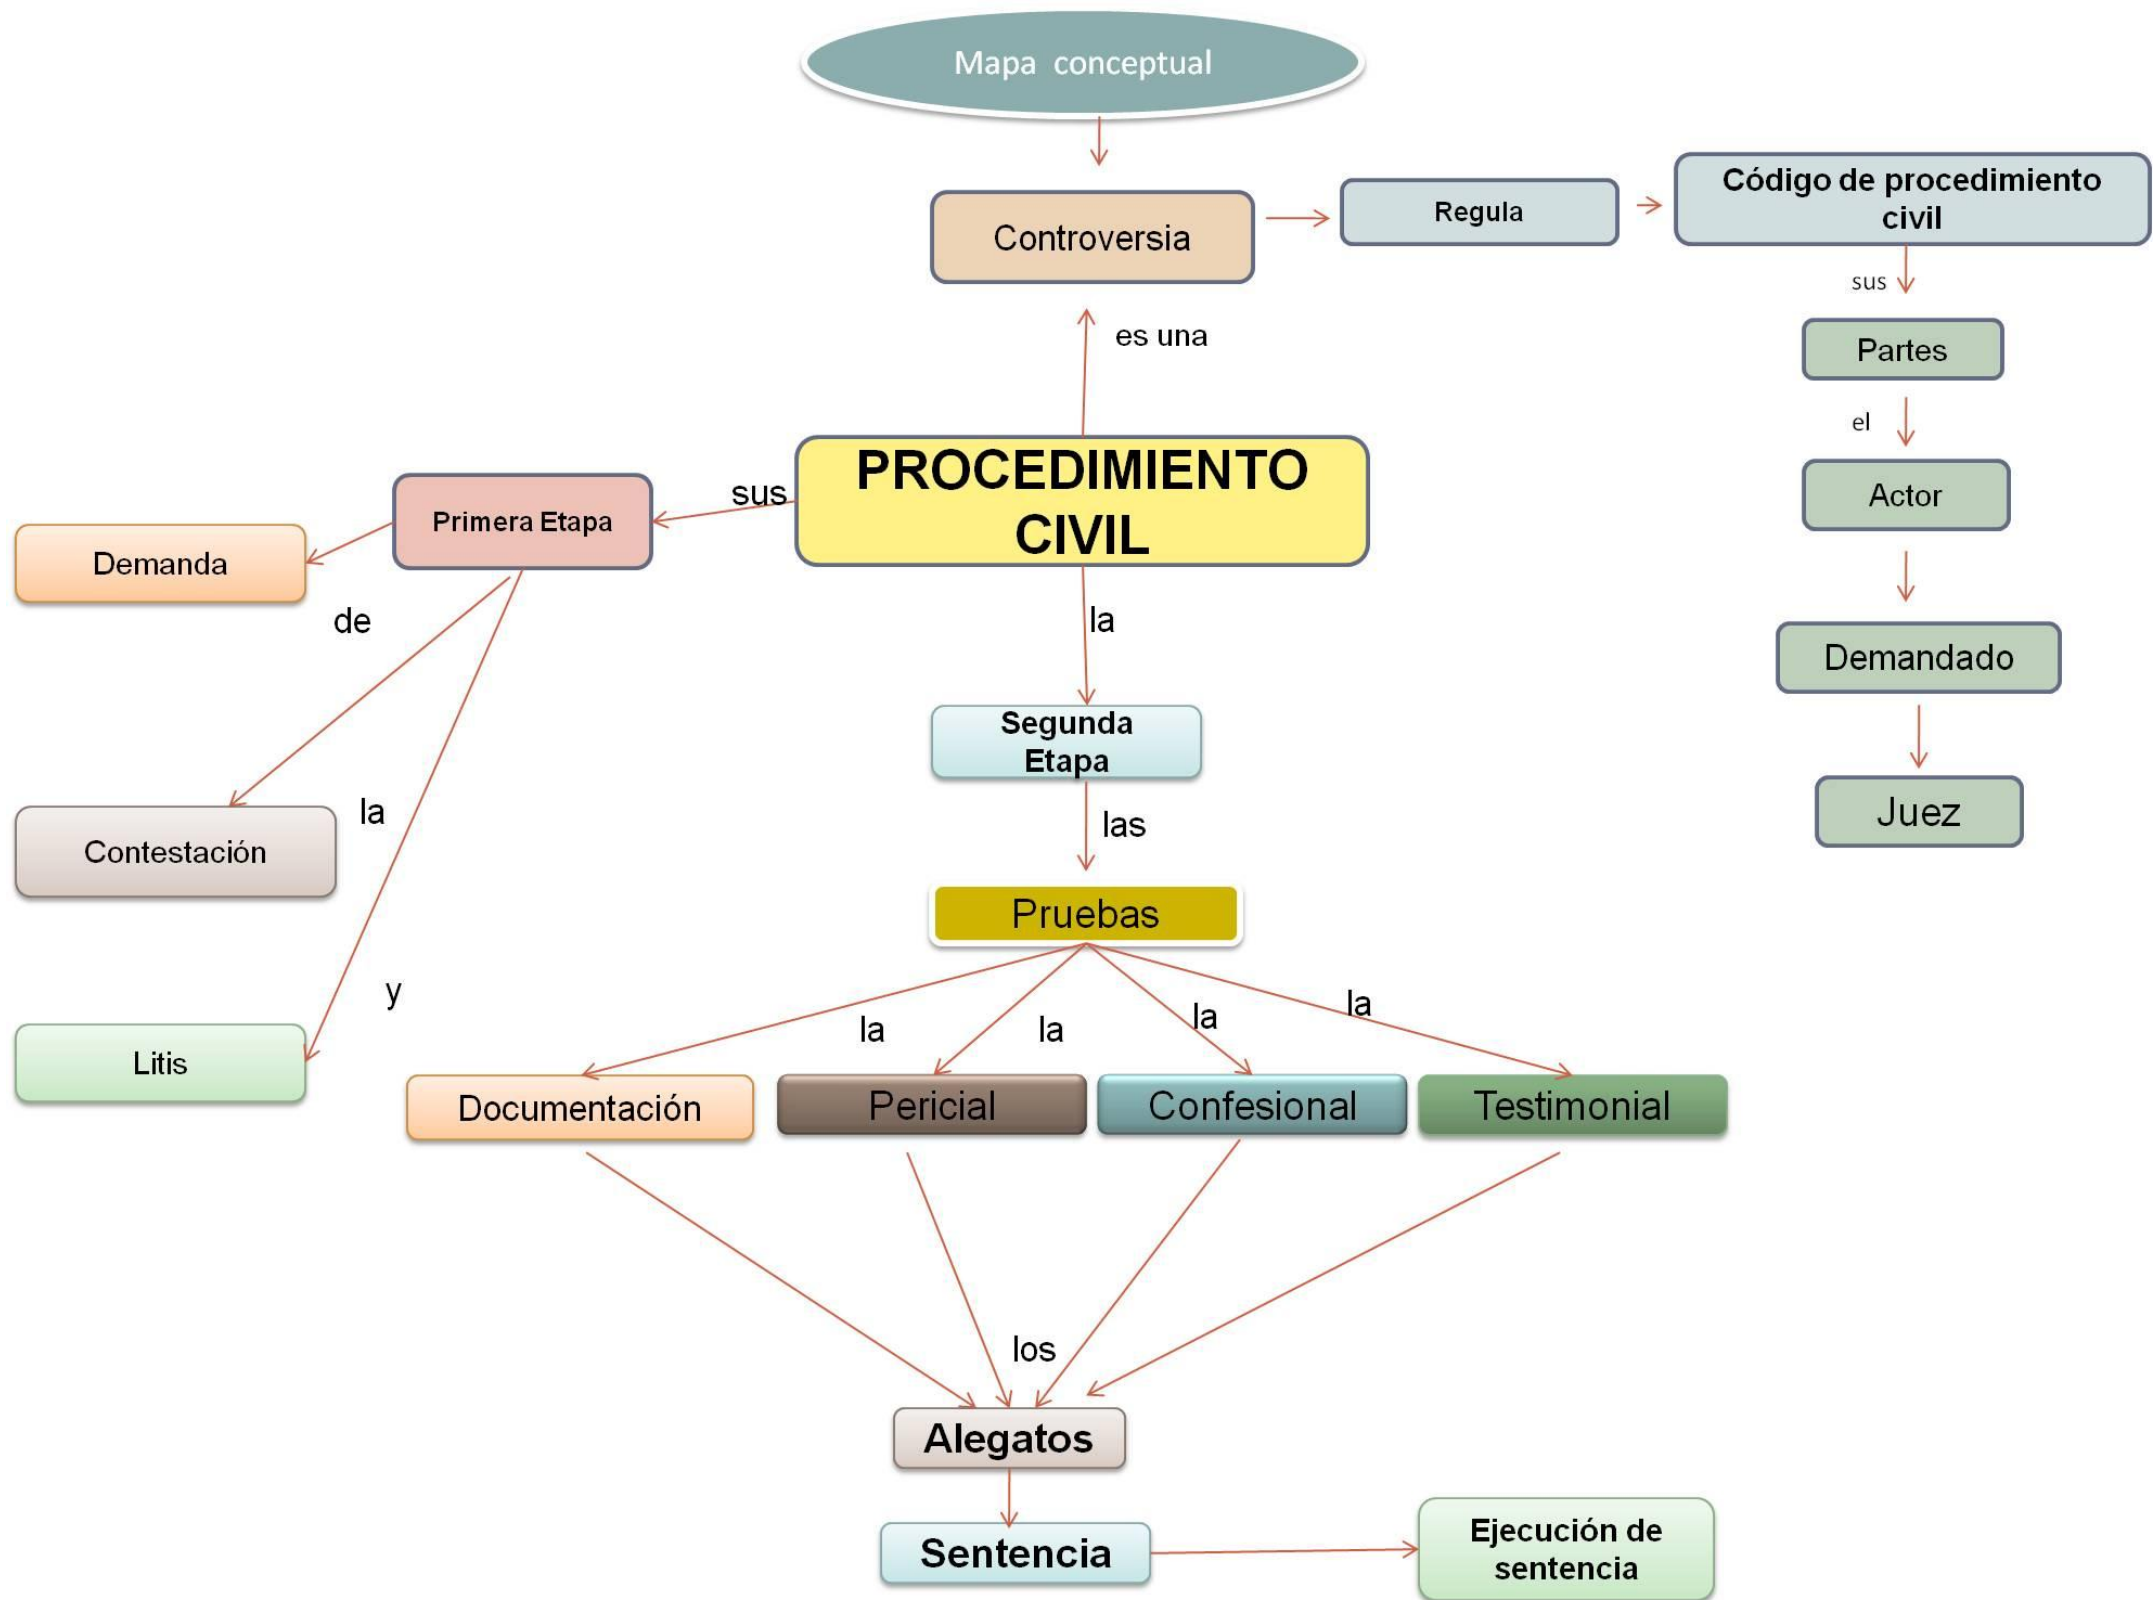 Mapa conceptual
Controversia
Regula
Código de procedimiento
civil
sus
Partes
el
Actor
Demandado
Juez
es una
PROCEDIMIENTO
CIVIL
sus
Primera Etapa
Demanda
de
Contestación
la
y
Litis
la
Segunda
Etapa
las
Pruebas
la
la
la
la
Documentación
Pericial
Confesional
Testimonial
los
Alegatos
Sentencia
Ejecución de
sentencia